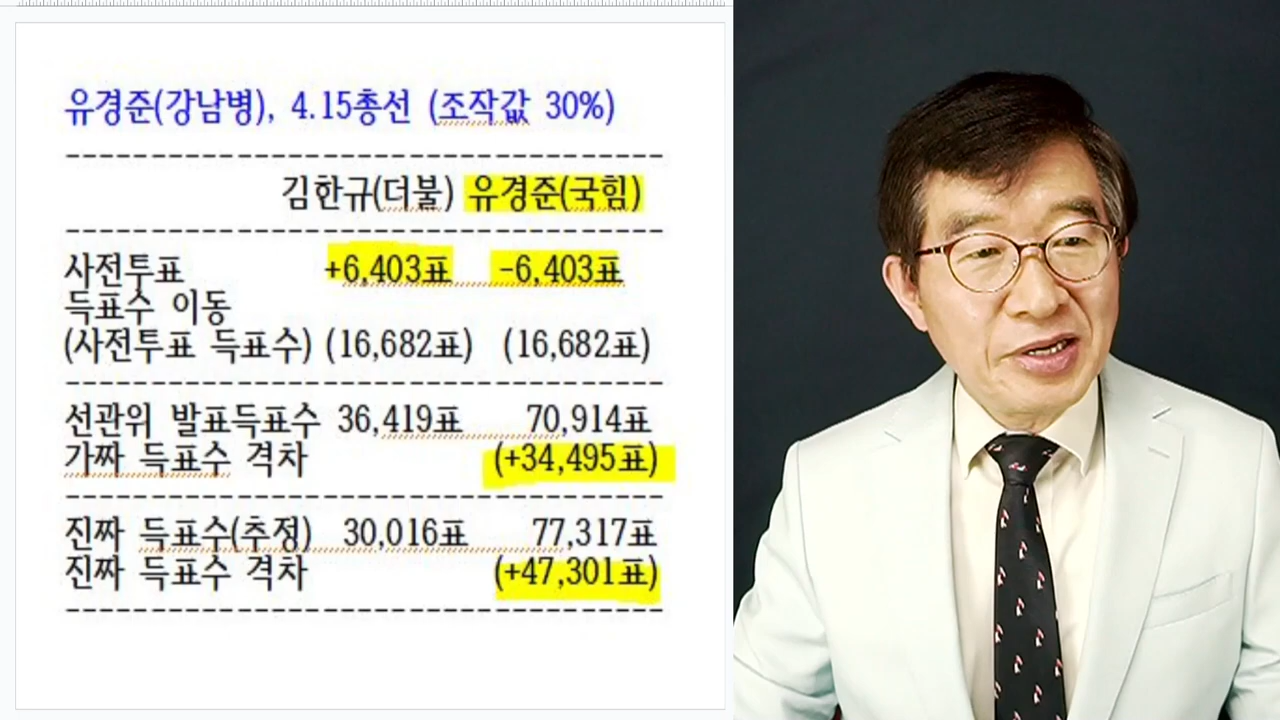 유경준(강남병), 4.15총선 (조작값 30%)
김한규(더불) 유경준(국힘)
사전투표 +6,403표 -6,403표
득표수 이동
(사전투표 득표수) (16,682표) (16,682표)
선관위 발표득표수 36,419표 70,914표
가짜 득표수 격차 (+34,495표)
진짜 득표수(추정) 30,016표 77,317표
진짜 득표수 격차 (+47,301표)